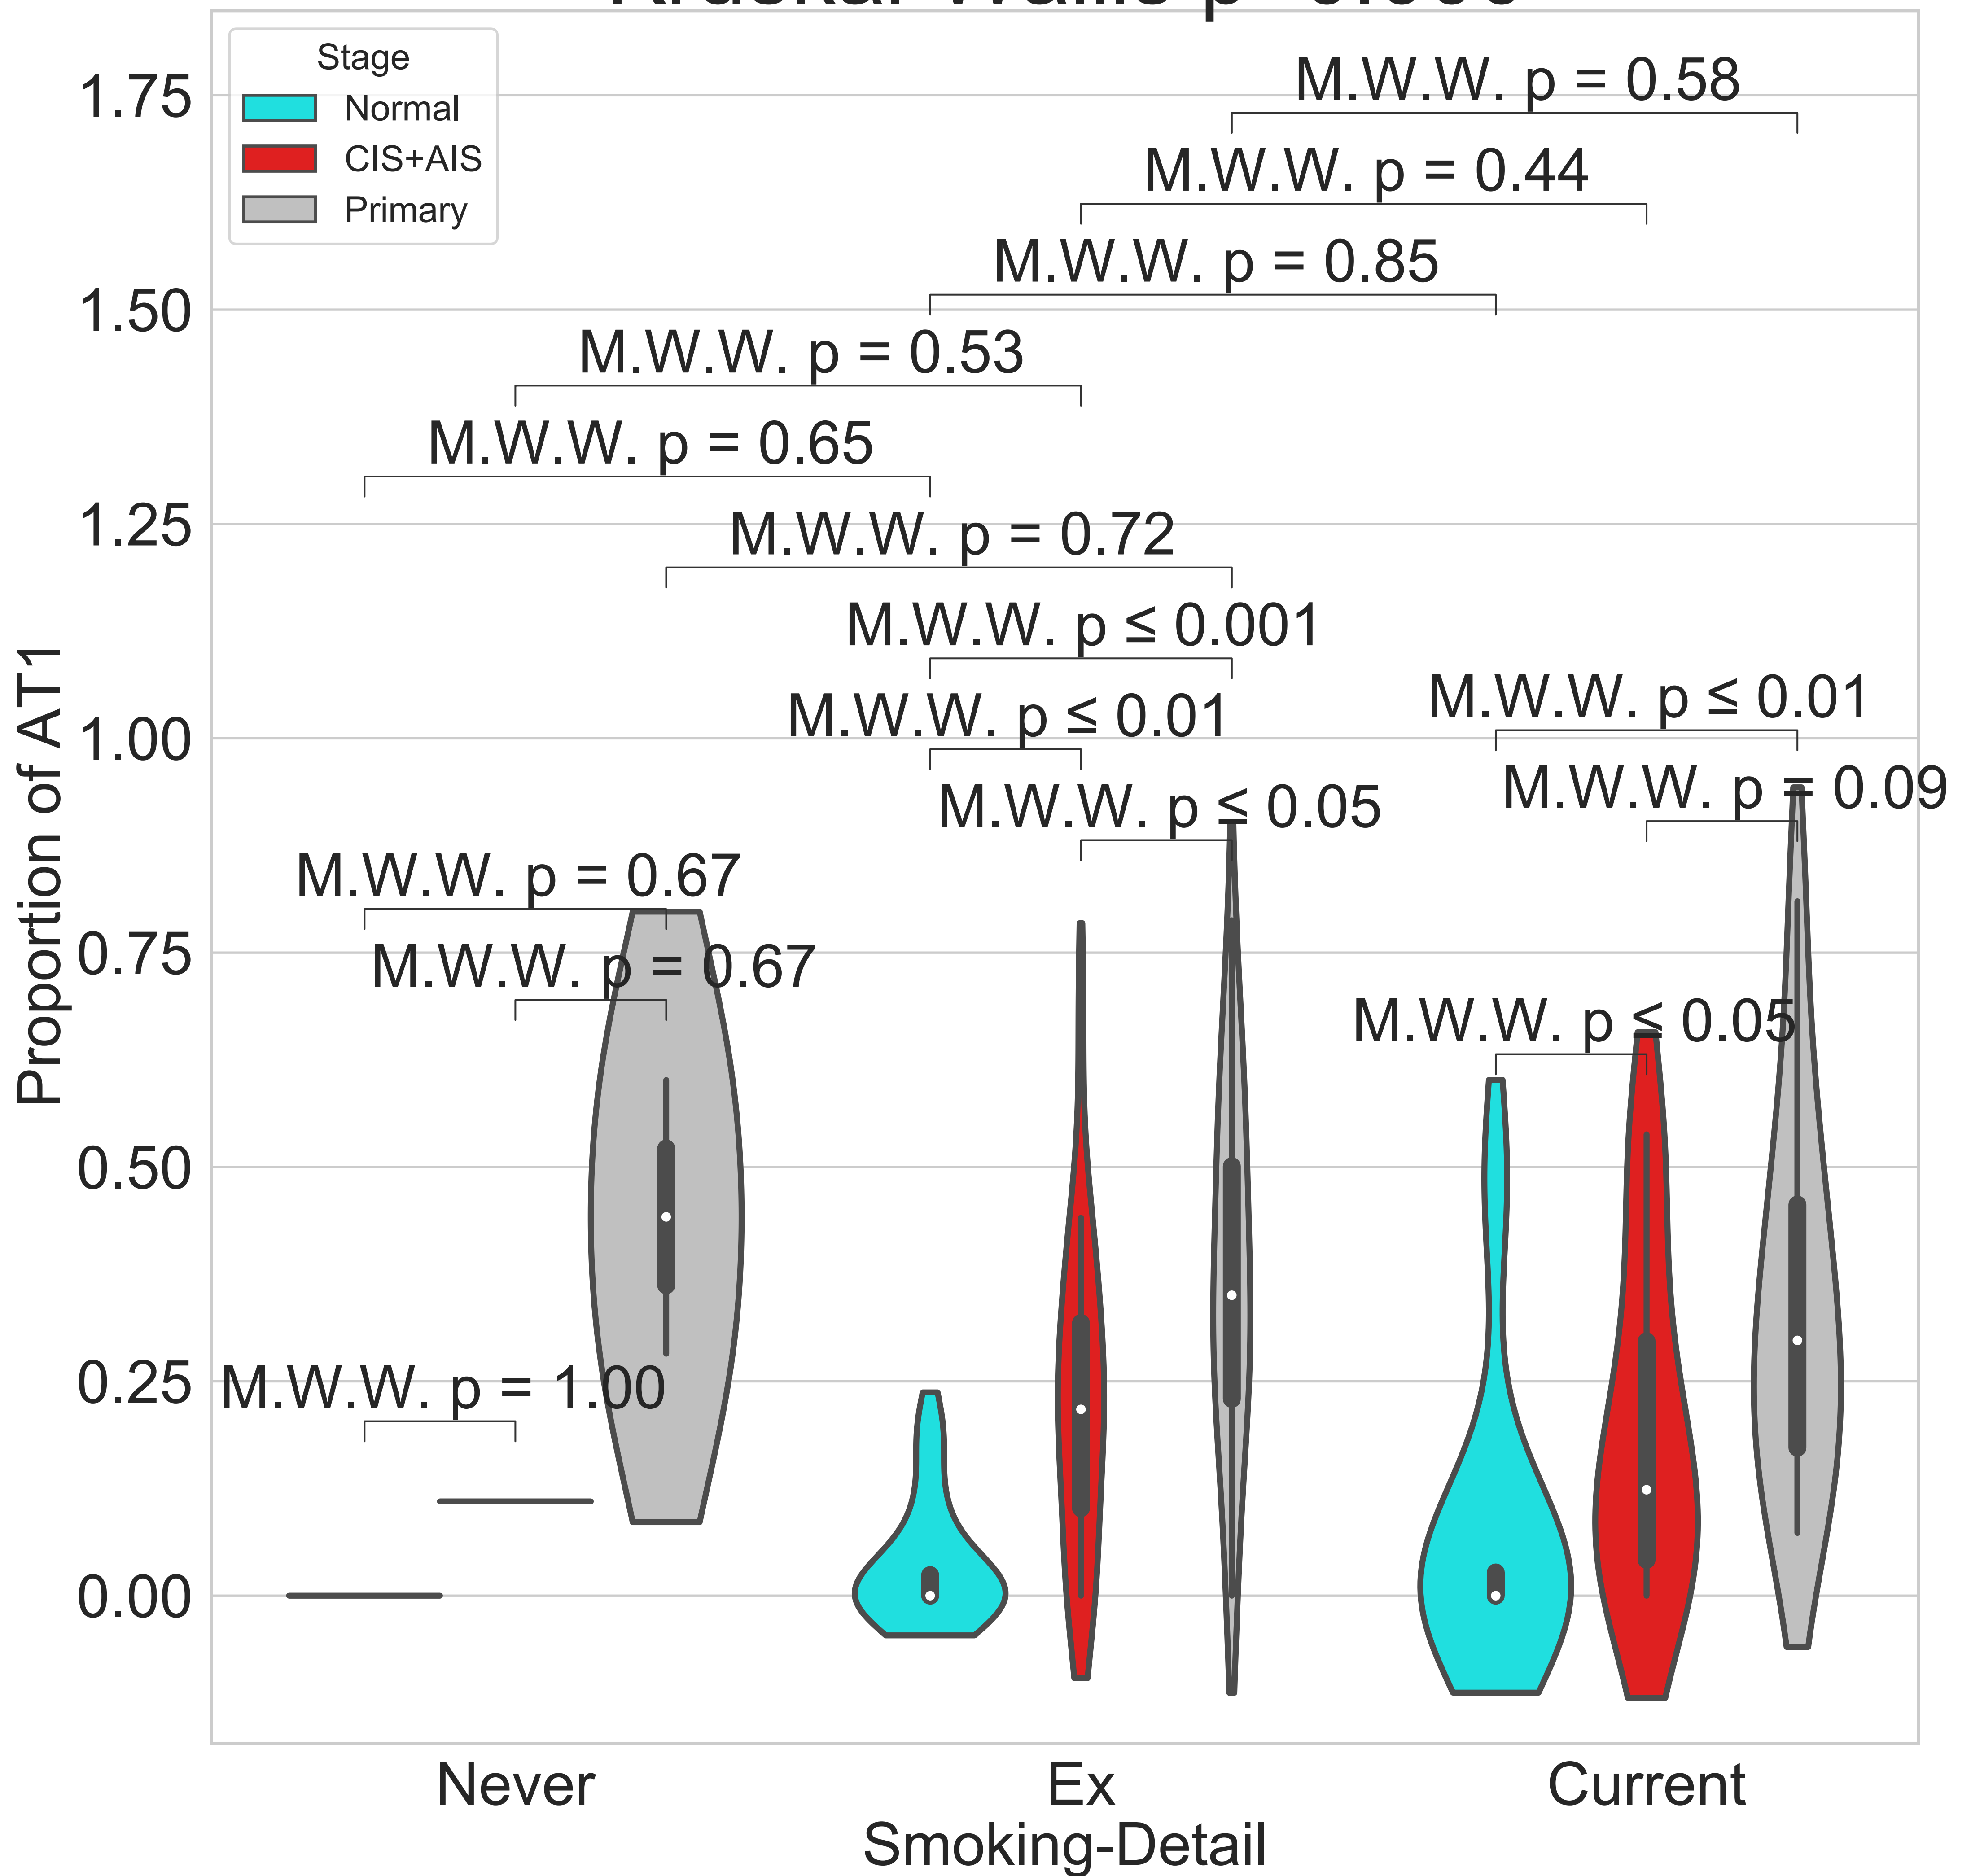 Stage
Normal
CIS+AIS
Primary
M.W.W. p = 0.58
M.W.W. p = 0.44
M.W.W. p = 0.85
M.W.W. p = 0.53
M.W.W. p = 0.65
M.W.W. p = 0.72
M.W.W. p ≤ 0.001
M.W.W. p ≤ 0.01
M.W.W. p ≤ 0.05
M.W.W. p ≤ 0.01
M.W.W. p = 0.09
M.W.W. p = 0.67
M.W.W. p = 0.67
M.W.W. p ≤ 0.05
M.W.W. p = 1.00
1.75
1.50
1.25
1.00
0.75
0.50
0.25
0.00
Proportion of AT1
Never
Ex
Current
Smoking-Detail